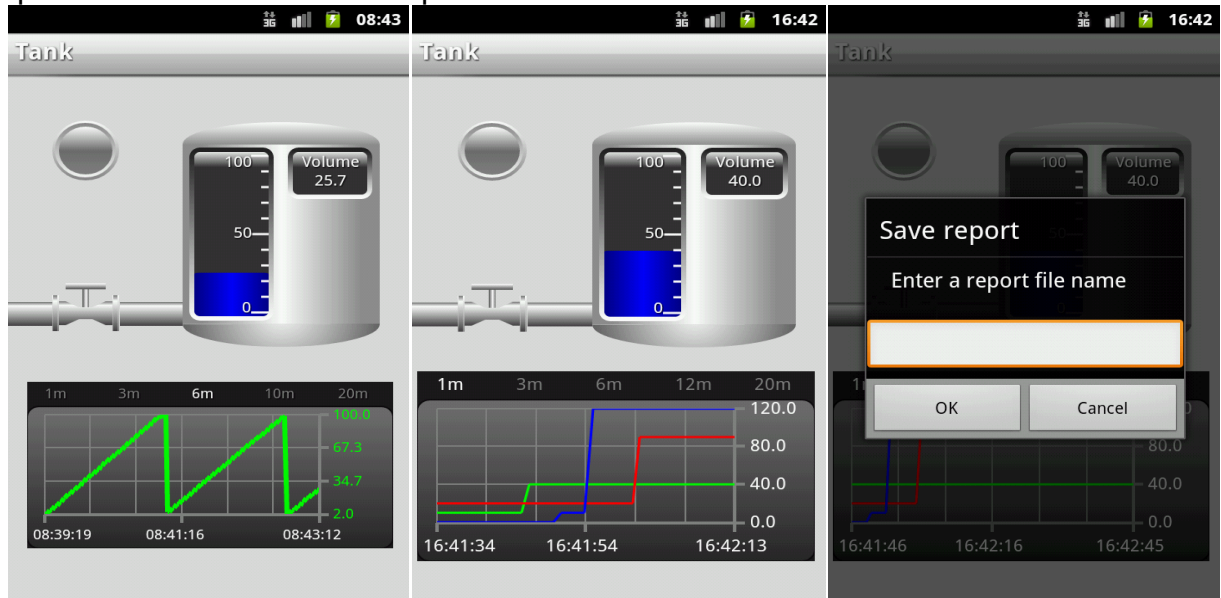 3G 08:43
Tank
100
Volume
25.7
50
0
1m 3m 6m 10m 20m
100.0
67.3
34.7
2.0
08:39:19 08:41:16 08:43:12
3G 16:42
Tank
100
Volume
40.0
50
0
1m 3m 6m 12m 20m
120.0
80.0
40.0
0.0
16:41:34 16:41:54 16:42:13
3G 16:42
Tank
100
Volume
40.0
Save report
50
Enter a report file name
OK Cancel
80.0
40.0
0.0
16:41:46 16:42:16 16:42:45